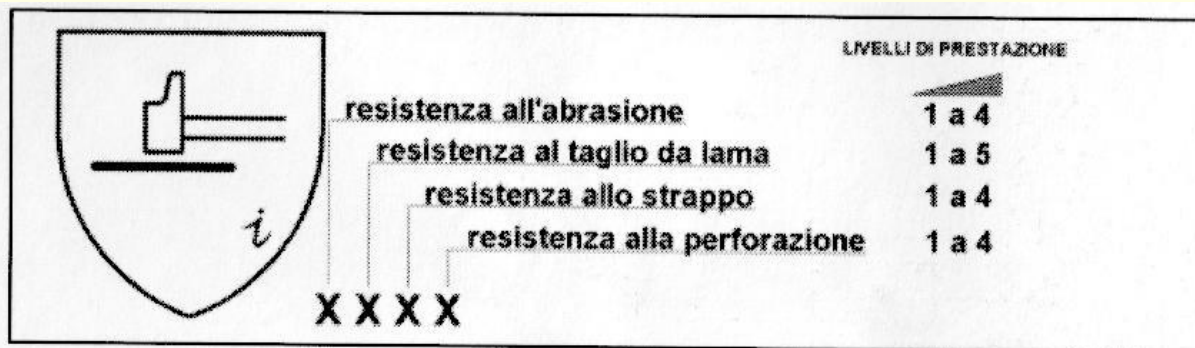 LIVELLI DI PRESTAZIONE
resistenza all'abrasione 1 a 4
resistenza al taglio da lama 1 a 5
resistenza allo strappo 1 a 4
resistenza alla perforazione 1 a 4
i
X X X X